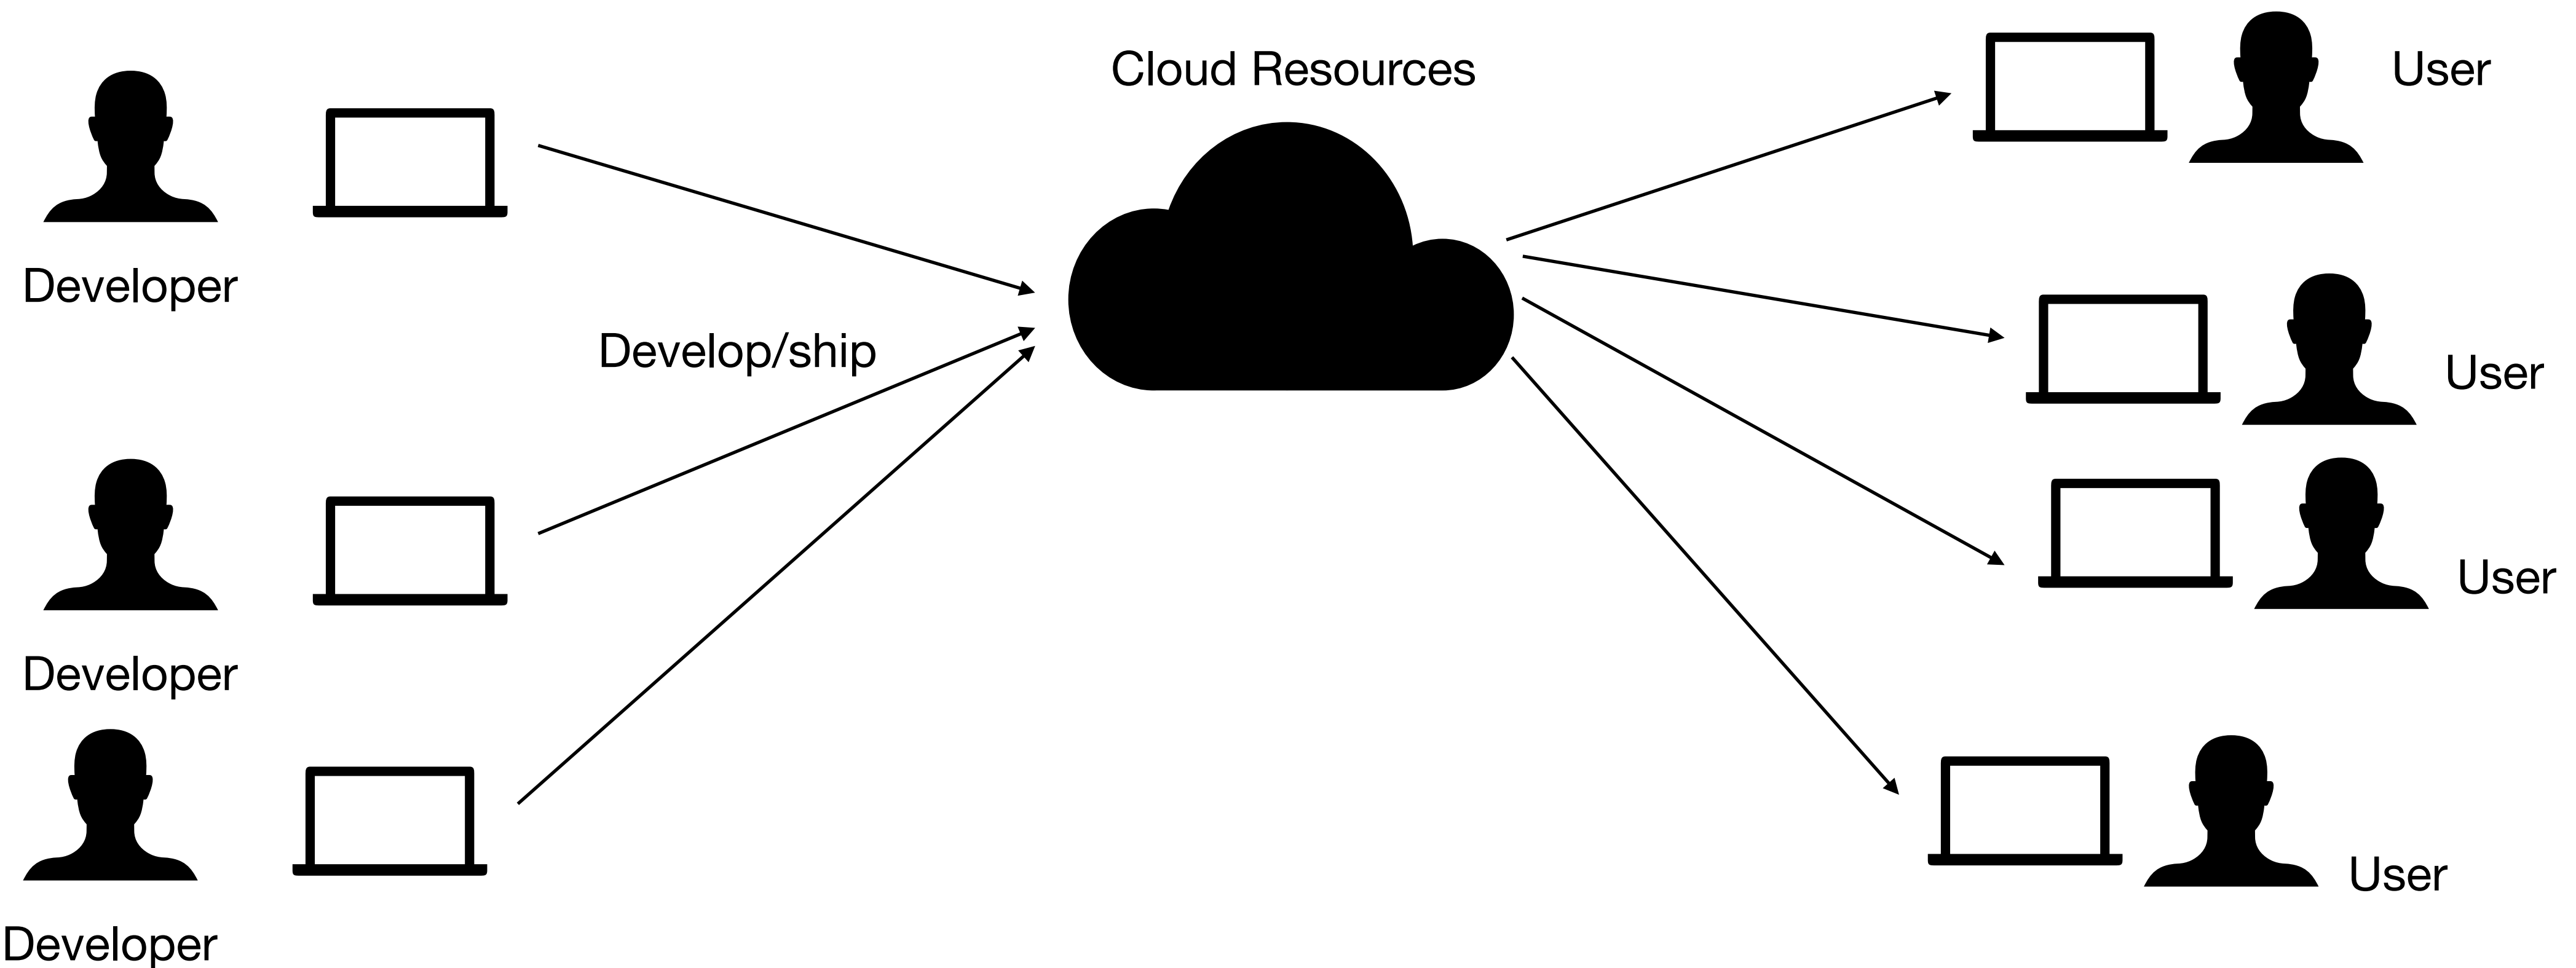 Cloud Resources
User
Developer
Develop/ship
User
User
Developer
User
Developer